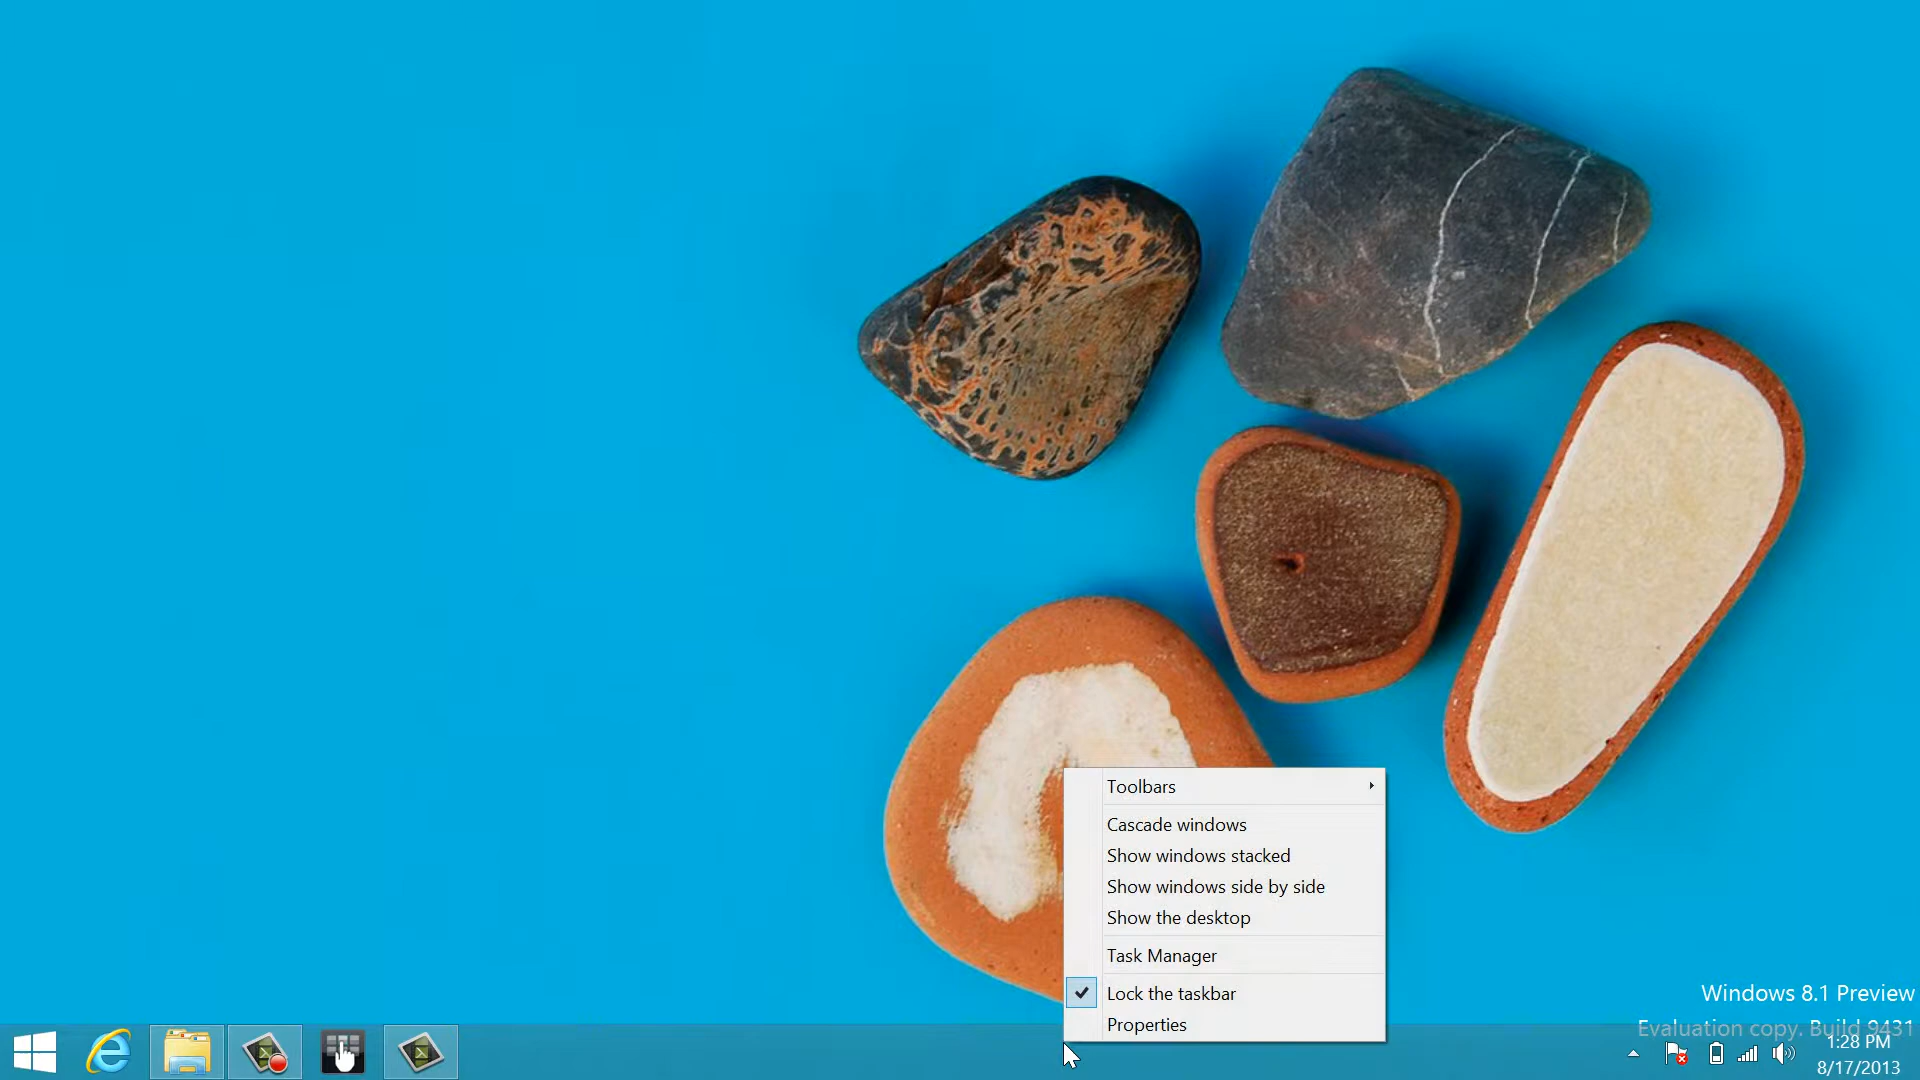 Toolbars
Cascade windows
Show windows stacked
Show windows side by side
Show the desktop
Task Manager
Lock the taskbar
Properties
Windows 8.1 Preview
Evaluation copy. Build 9431
1:28 PM
8/17/2013